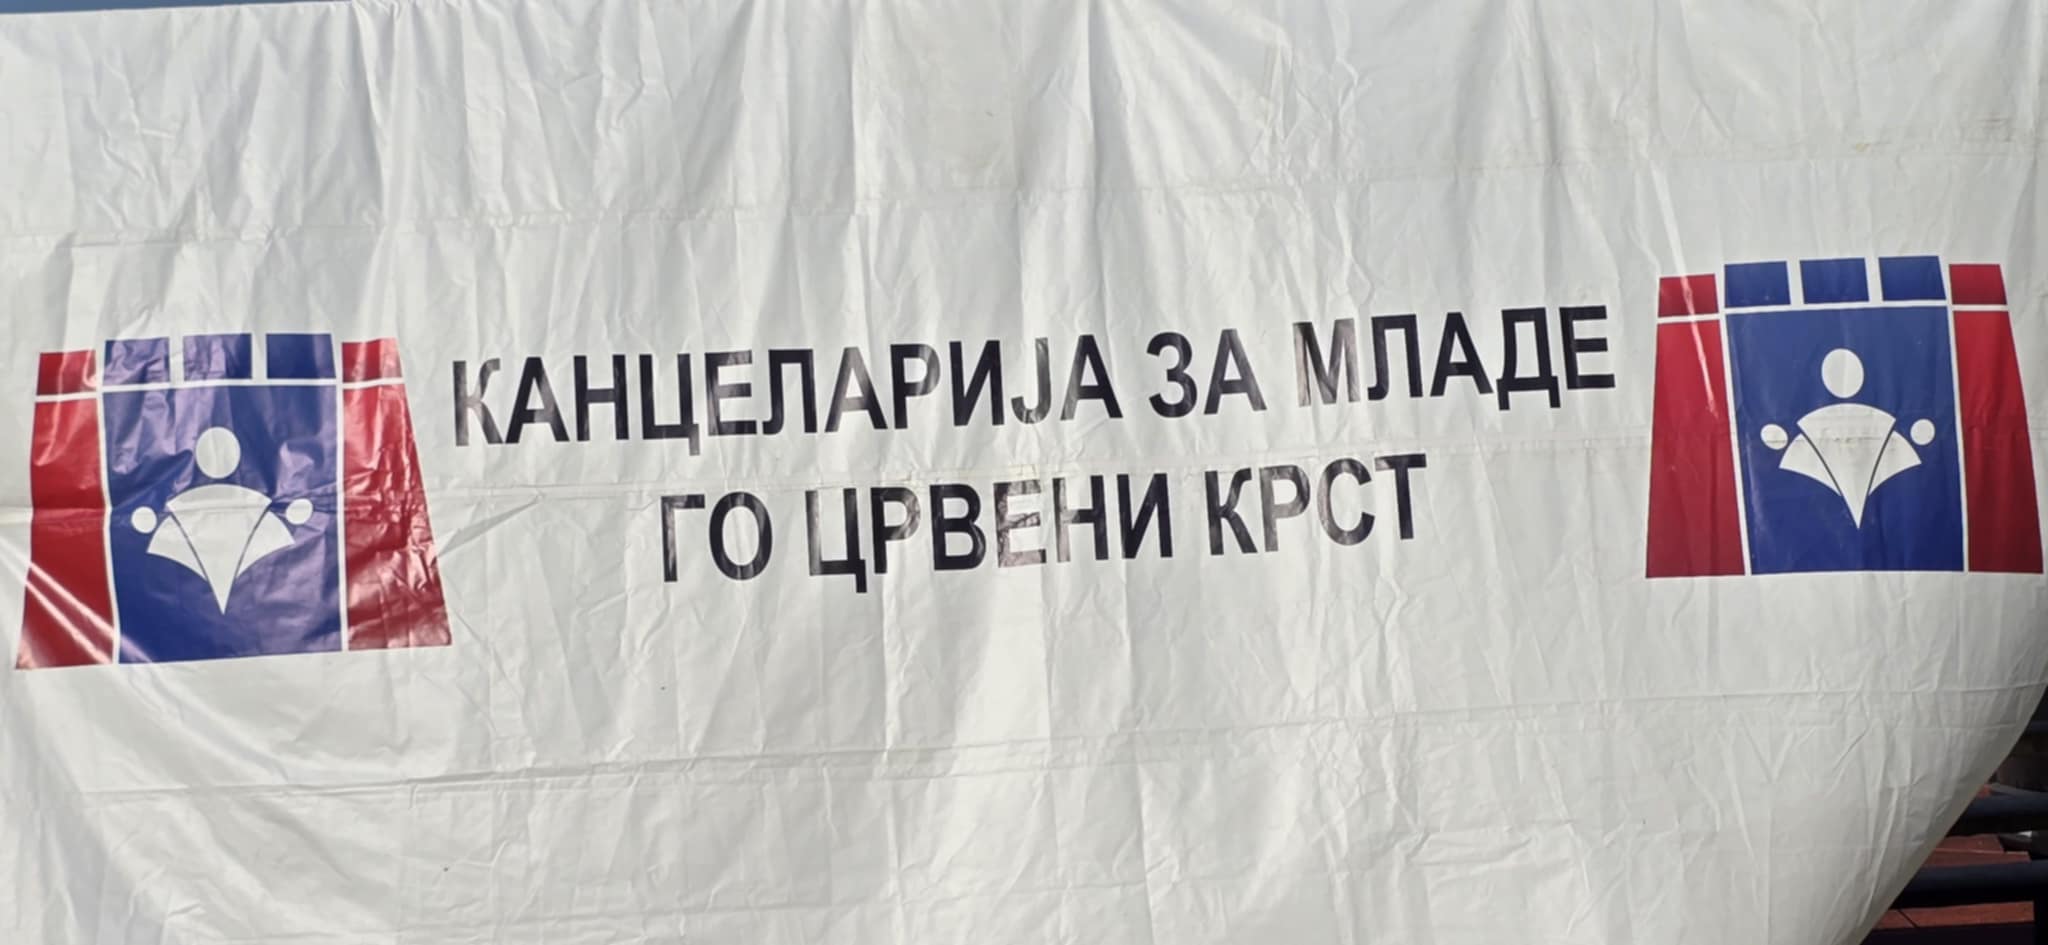 КАНЦЕЛАРИЈА ЗА МЛАДЕ
ГО ЦРВЕНИ КРСТ